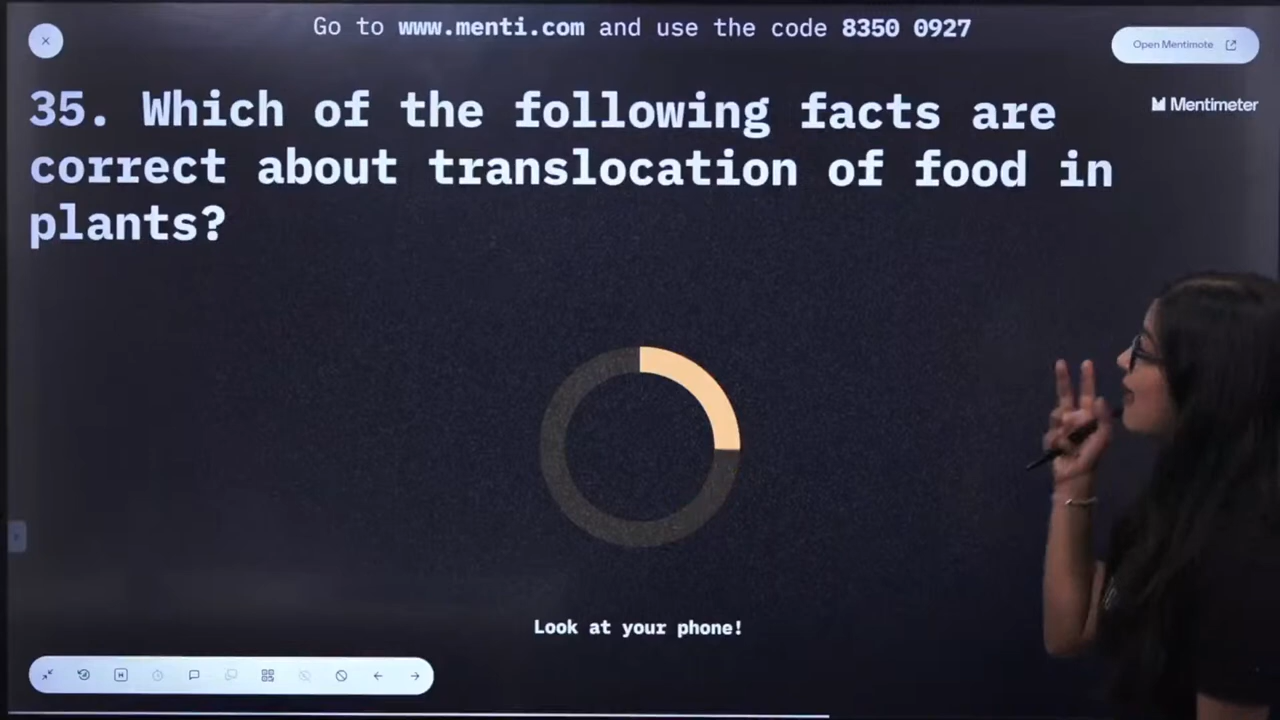 Go to www.menti.com and use the code 8350 0927
Open Mentimote
Mentimeter
35. Which of the following facts are
correct about translocation of food in
plants?
Look at your phone!